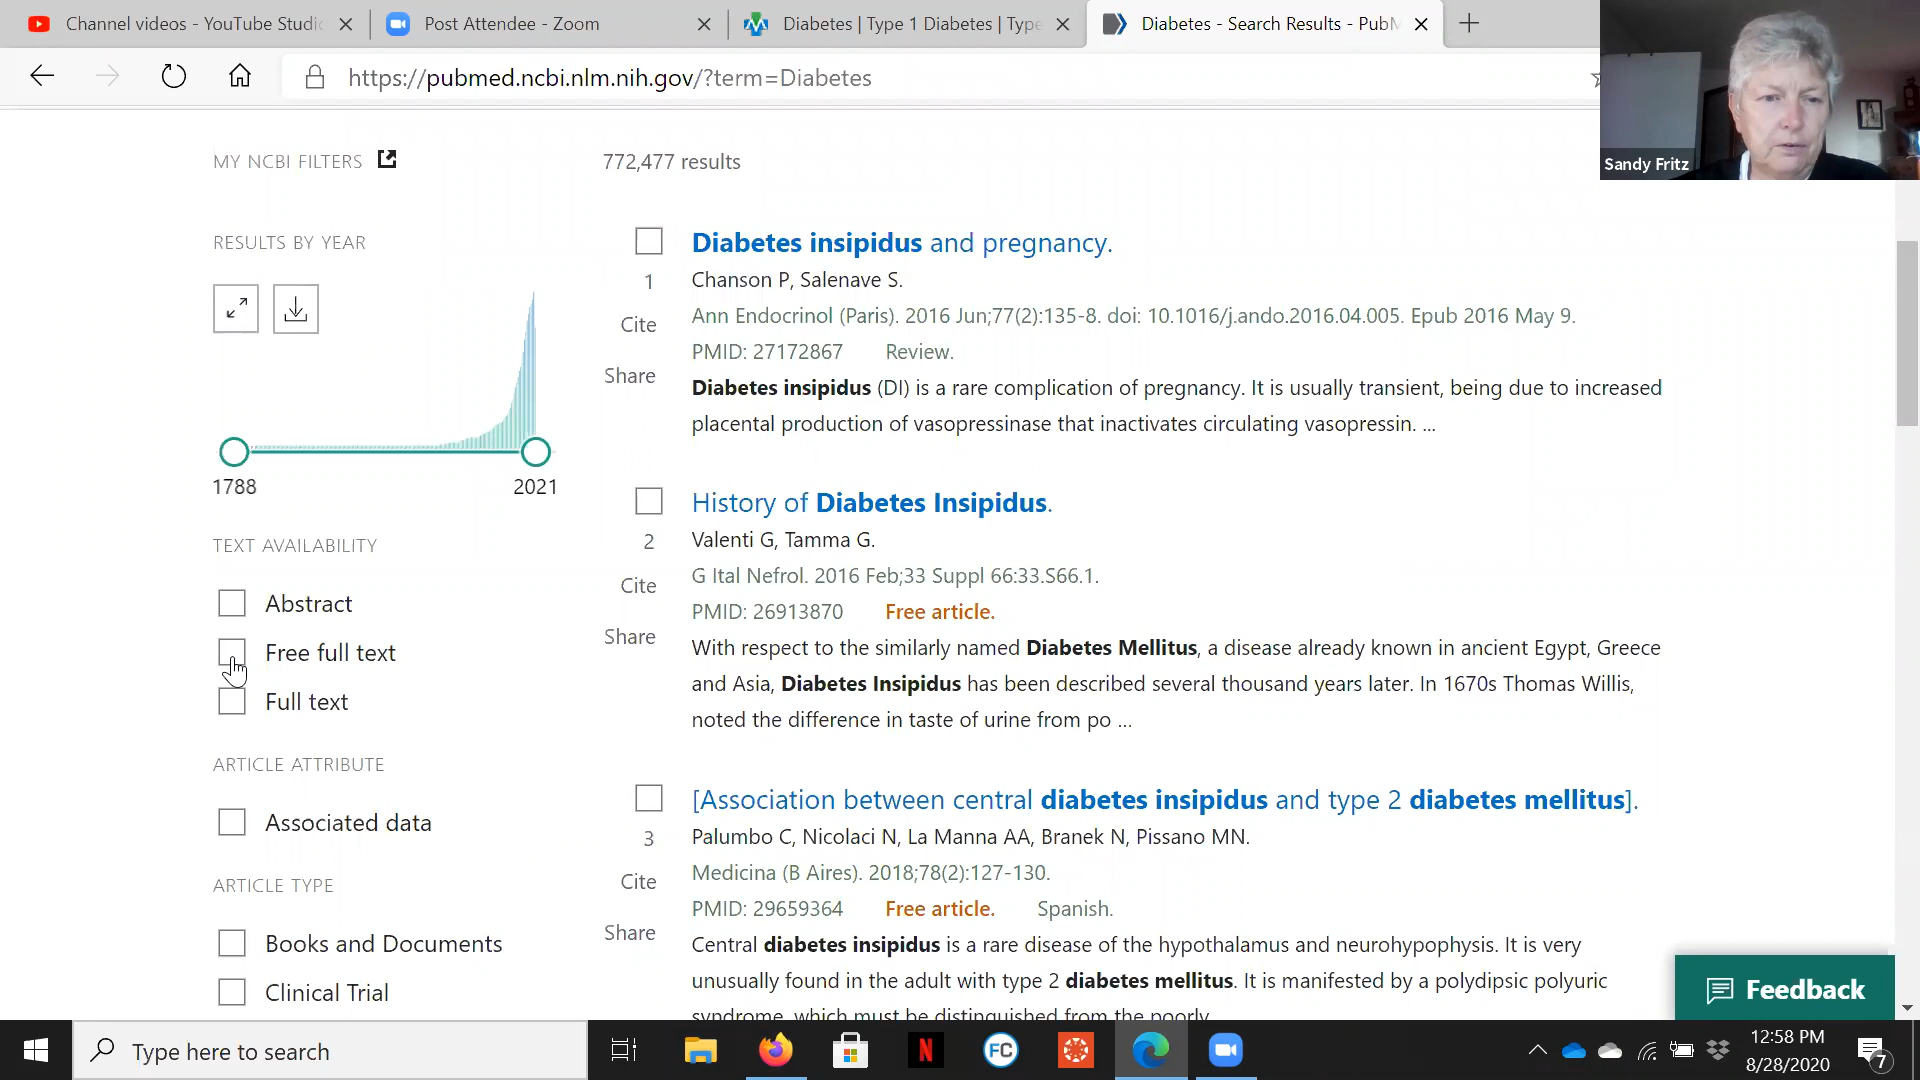 Channel videos - YouTube Studio
Post Attendee - Zoom
Diabetes | Type 1 Diabetes | Type
Diabetes - Search Results - PubM
https://pubmed.ncbi.nlm.nih.gov/?term=Diabetes
Sandy Fritz
MY NCBI FILTERS
772,477 results
RESULTS BY YEAR
1788
2021
TEXT AVAILABILITY
Abstract
Free full text
Full text
ARTICLE ATTRIBUTE
Associated data
ARTICLE TYPE
Books and Documents
Clinical Trial
1
Cite
Share
Diabetes insipidus and pregnancy.
Chanson P, Salenave S.
Ann Endocrinol (Paris). 2016 Jun;77(2):135-8. doi: 10.1016/j.ando.2016.04.005. Epub 2016 May 9.
PMID: 27172867 Review.
Diabetes insipidus (DI) is a rare complication of pregnancy. It is usually transient, being due to increased
placental production of vasopressinase that inactivates circulating vasopressin. ...
2
Cite
Share
History of Diabetes Insipidus.
Valenti G, Tamma G.
G Ital Nefrol. 2016 Feb;33 Suppl 66:33.S66.1.
PMID: 26913870 Free article.
With respect to the similarly named Diabetes Mellitus, a disease already known in ancient Egypt, Greece
and Asia, Diabetes Insipidus has been described several thousand years later. In 1670s Thomas Willis,
noted the difference in taste of urine from po ...
3
Cite
Share
[Association between central diabetes insipidus and type 2 diabetes mellitus].
Palumbo C, Nicolaci N, La Manna AA, Branek N, Pissano MN.
Medicina (B Aires). 2018;78(2):127-130.
PMID: 29659364 Free article. Spanish.
Central diabetes insipidus is a rare disease of the hypothalamus and neurohypophysis. It is very
unusually found in the adult with type 2 diabetes mellitus. It is manifested by a polydipsic polyuric
syndrome, which must be distinguished from the poorly
Feedback
Type here to search
N
FC
12:58 PM
8/28/2020
7